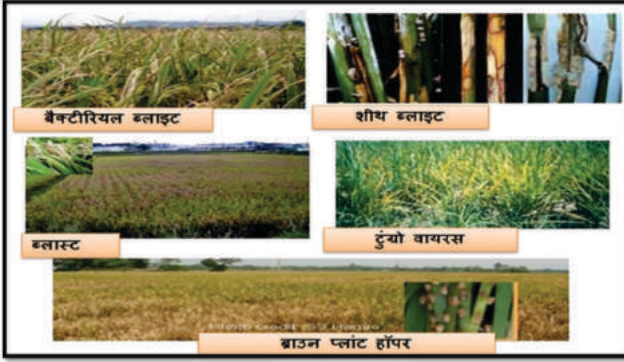 बैक्टीरियल ब्लाइट
शीथ ब्लाइट
ब्लास्ट
टुंग्रो वायरस
ब्राउन प्लांट हॉपर